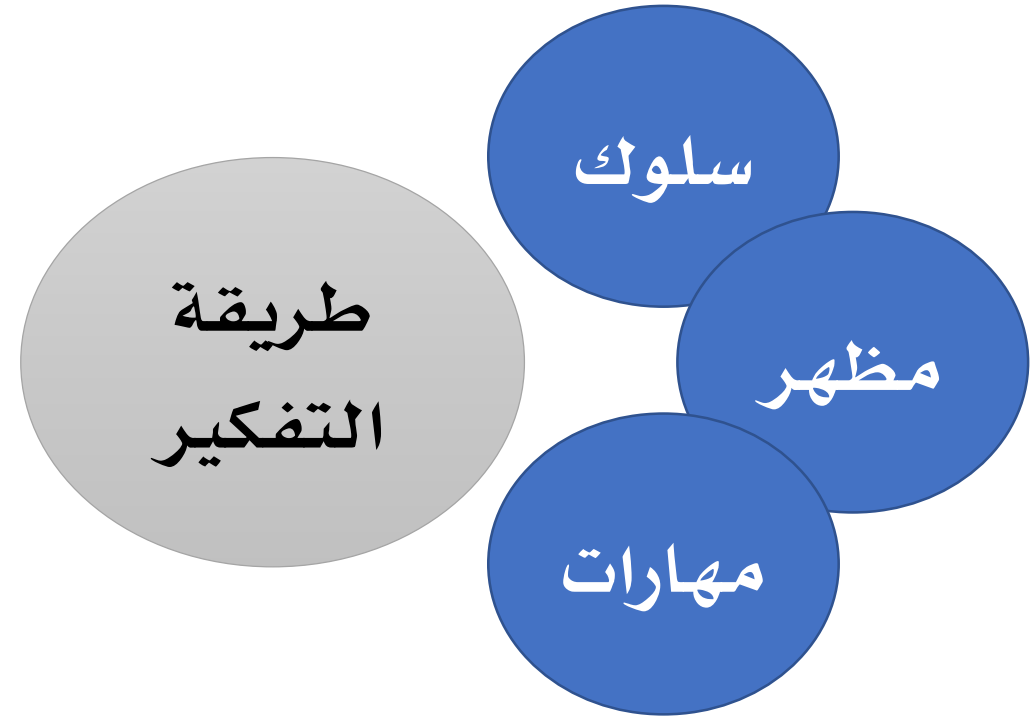 سلوك
مظهر
مهارات
طريقة
التفكير